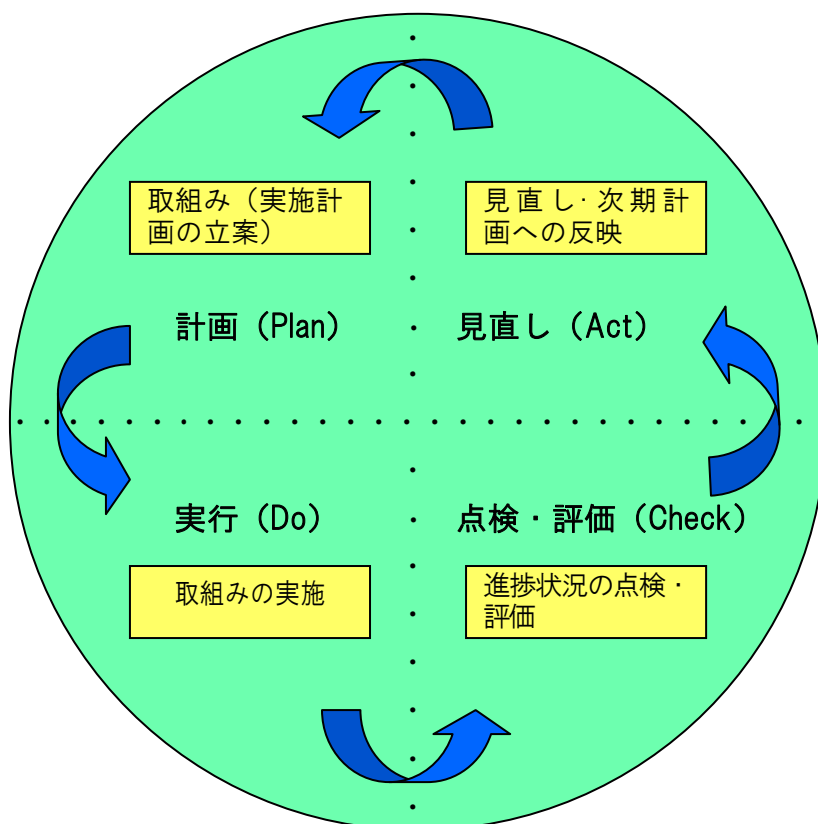 取組み（実施計
画の立案）
見直し・次期計
画への反映
計画（Plan）
見直し（Act）
実行（Do）
点検・評価（Check）
取組みの実施
進捗状況の点検・
評価